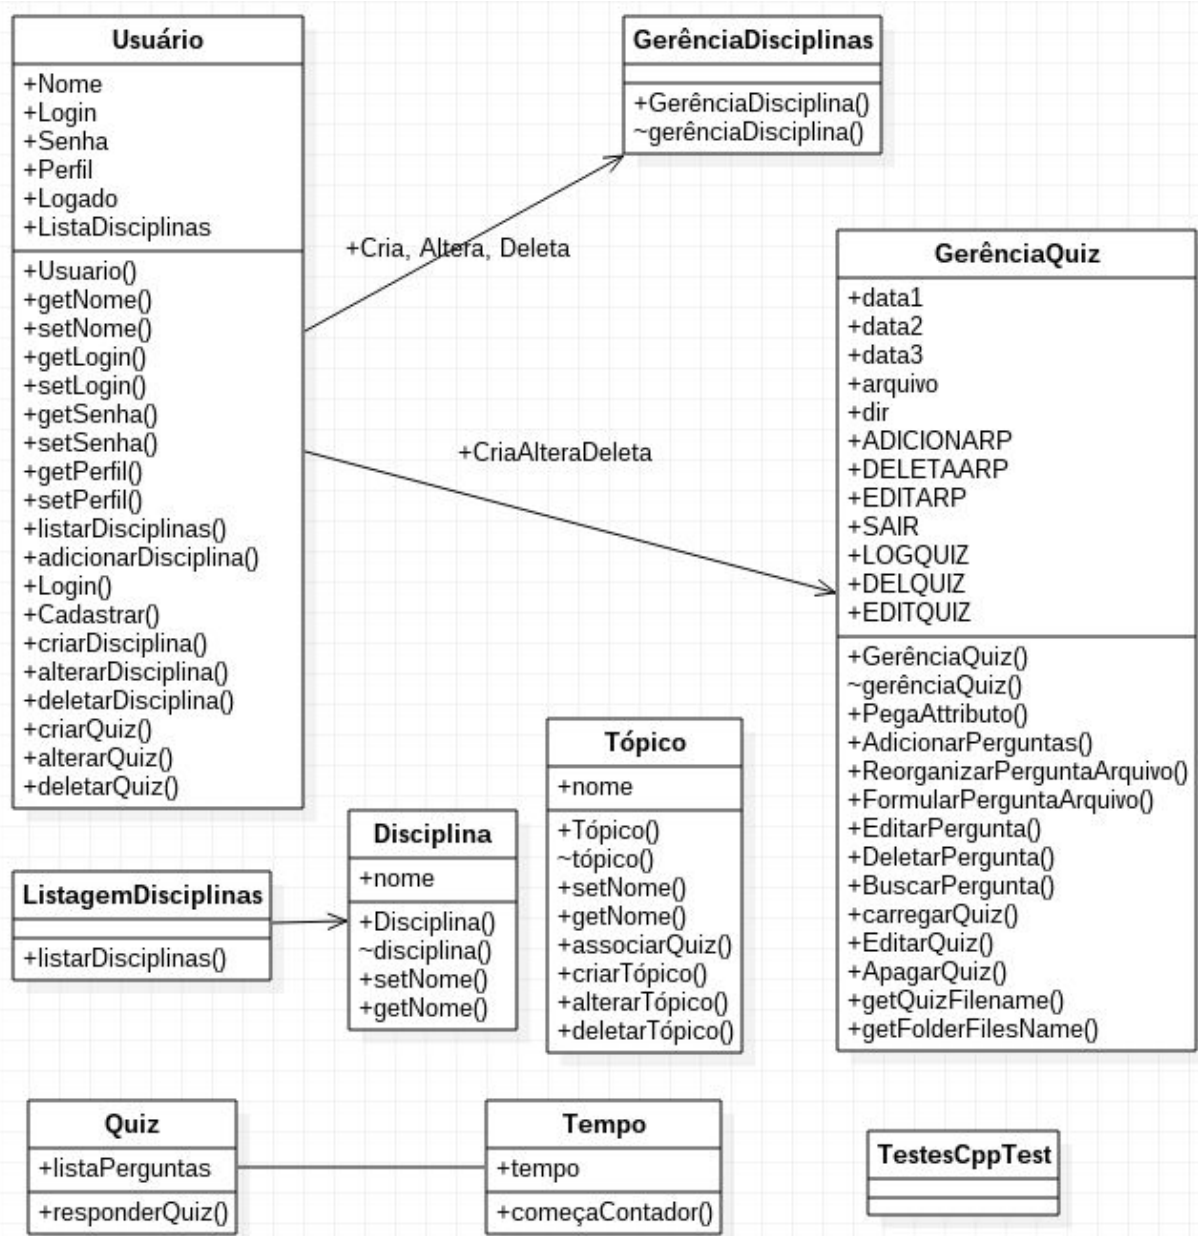 Usuário
+Nome
+Login
+Senha
+Perfil
+Logado
+ListaDisciplinas
+Usuario()
+getNome()
+setNome()
+getLogin()
+setLogin()
+getSenha()
+setSenha()
+getPerfil()
+setPerfil()
+listarDisciplinas()
+adicionarDisciplina()
+Login()
+Cadastrar()
+criarDisciplina()
+alterarDisciplina()
+deletarDisciplina()
+criarQuiz()
+alterarQuiz()
+deletarQuiz()
GerênciaDisciplinas
+GerênciaDisciplina()
~gerênciaDisciplina()
+Cria, Altera, Deleta
+CriaAlteraDeleta
GerênciaQuiz
+data1
+data2
+data3
+arquivo
+dir
+ADICIONARP
+DELETAARP
+EDITARP
+SAIR
+LOGQUIZ
+DELQUIZ
+EDITQUIZ
+GerênciaQuiz()
~gerênciaQuiz()
+PegaAttributo()
+AdicionarPerguntas()
+ReorganizarPerguntaArquivo()
+FormularPerguntaArquivo()
+EditarPergunta()
+DeletarPergunta()
+BuscarPergunta()
+carregarQuiz()
+EditarQuiz()
+ApagarQuiz()
+getQuizFilename()
+getFolderFilesName()
Tópico
+nome
+Tópico()
~tópico()
+setNome()
+getNome()
+associarQuiz()
+criarTópico()
+alterarTópico()
+deletarTópico()
Disciplina
+nome
+Disciplina()
~disciplina()
+setNome()
+getNome()
ListagemDisciplinas
+listarDisciplinas()
Quiz
+listaPerguntas
+responderQuiz()
Tempo
+tempo
+começaContador()
TestesCppTest